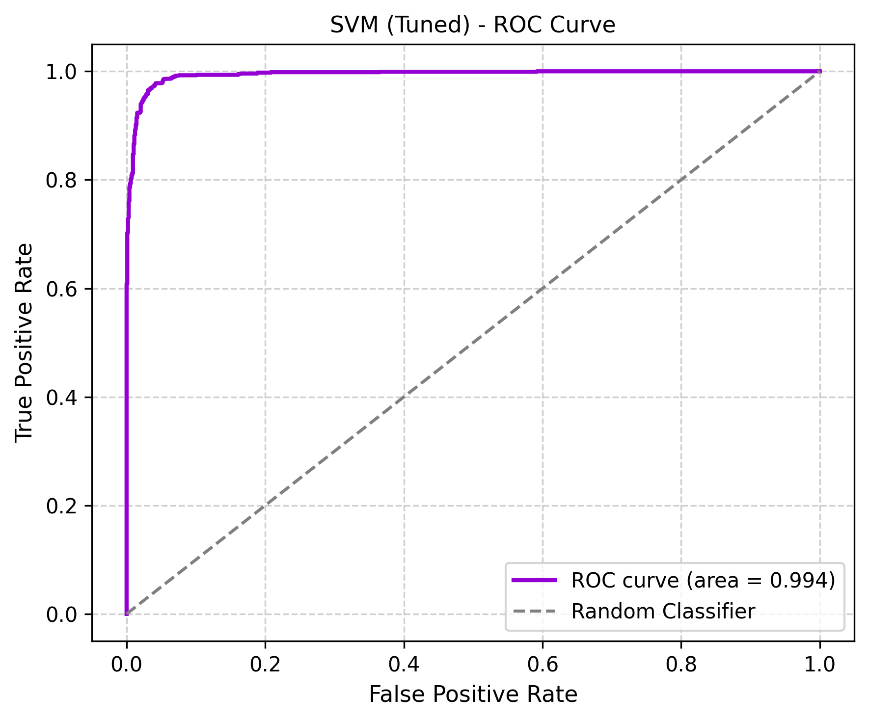 SVM (Tuned) - ROC Curve
True Positive Rate
1.0
0.8
0.6
0.4
0.2
0.0
0.0 0.2 0.4 0.6 0.8 1.0
False Positive Rate
ROC curve (area = 0.994)
Random Classifier